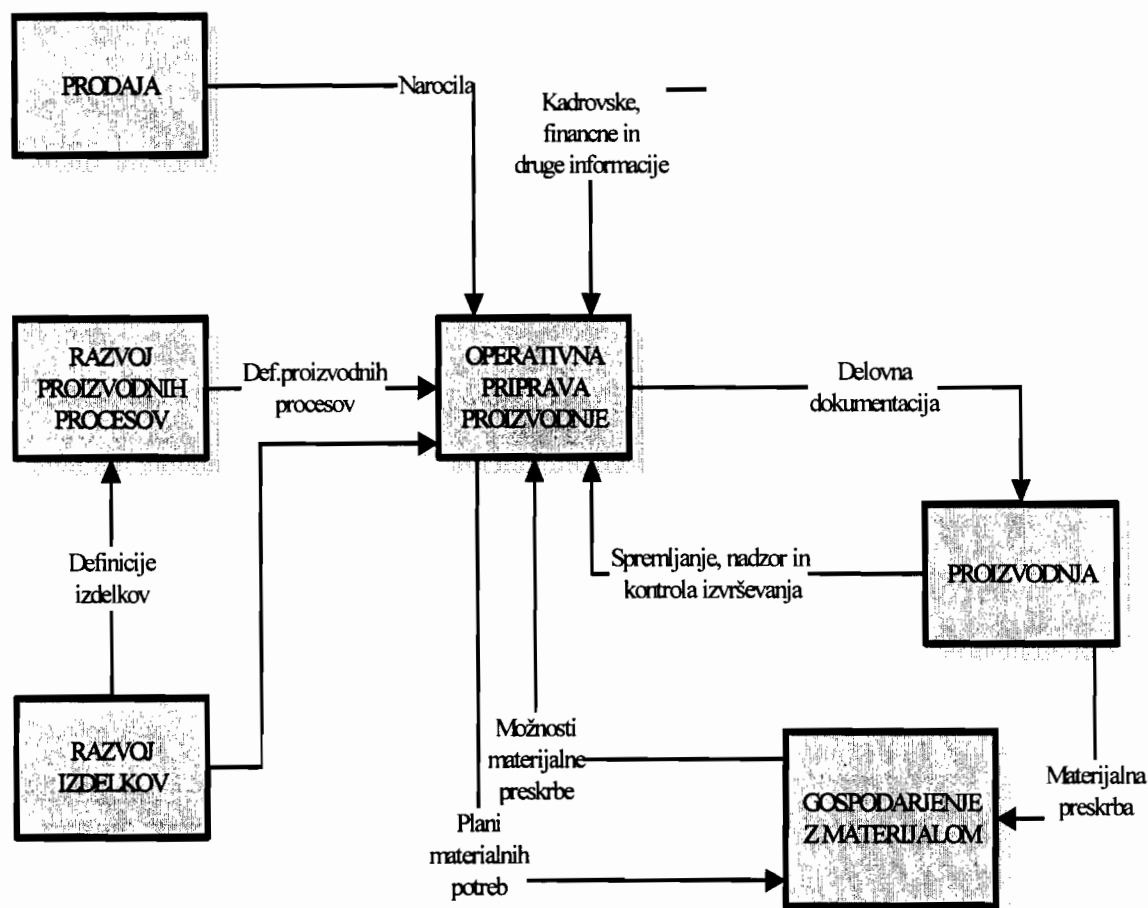 PRODAJA
Narocila
Kadrovske,
financne in
druge informacije
RAZVOJ
PROIZVODNIH
PROCESOV
Def.proizvodnih
procesov
OPERATIVNA
PRIPRAVA
PROIZVODNJE
Delovna
dokumentacija
Definicije
izdelkov
Spremljanje, nadzor in
kontrola izvrševanja
PROIZVODNJA
RAZVOJ
IZDELKOV
Možnosti
materijalne
preskrbe
Plani
materialnih
potreb
GOSPODARJENJE
Z MATERIJALOM
Materijalna
preskrba